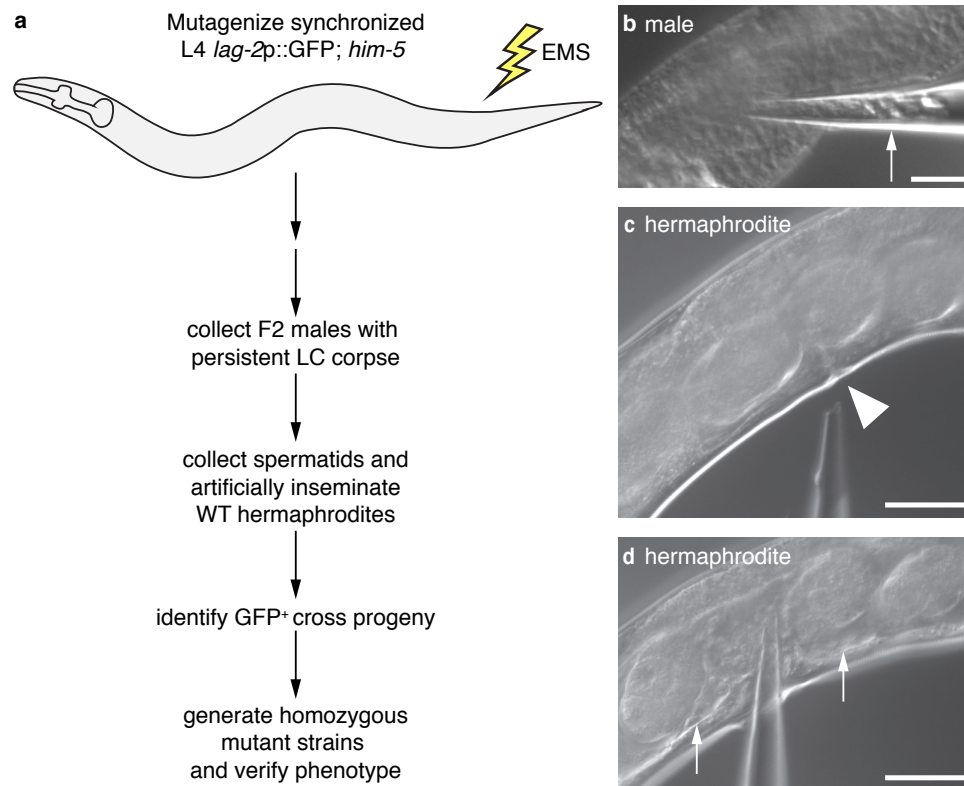 a
Mutagenize synchronized
L4 lag-2p::GFP; him-5
EMS
collect F2 males with
persistent LC corpse
collect spermatids and
artificially inseminate
WT hermaphrodites
identify GFP+ cross progeny
generate homozygous
mutant strains
and verify phenotype
b male
c hermaphrodite
d hermaphrodite